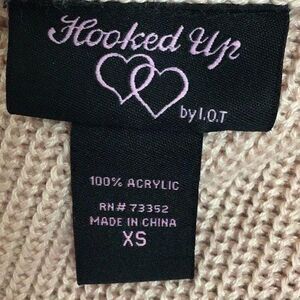 Hooked Up
by I.O.T
100% ACRYLIC
RN# 73352
MADE IN CHINA
XS